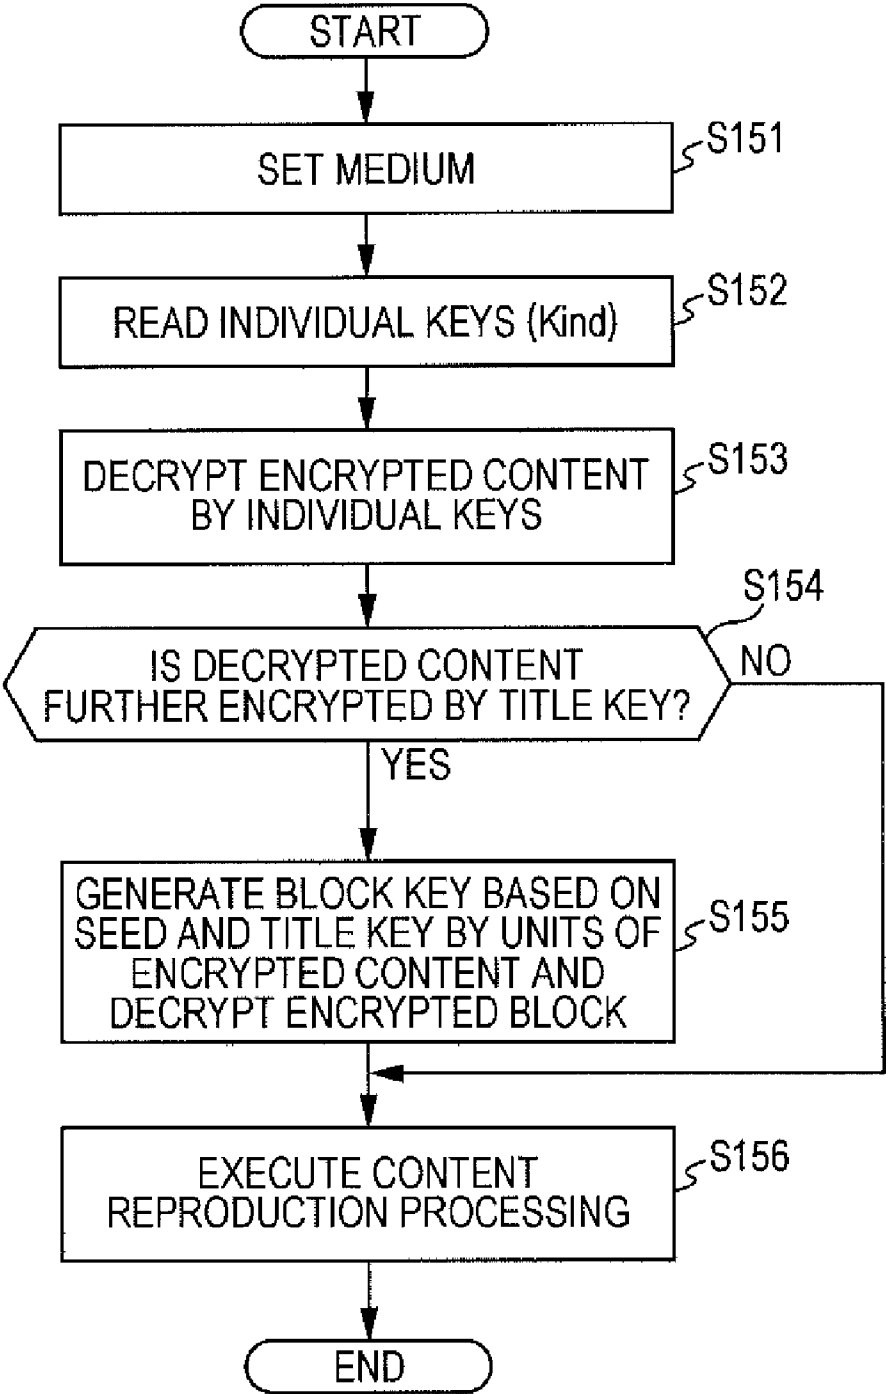 START
SET MEDIUM
S151
READ INDIVIDUAL KEYS (Kind)
S152
DECRYPT ENCRYPTED CONTENT
BY INDIVIDUAL KEYS
S153
IS DECRYPTED CONTENT
FURTHER ENCRYPTED BY TITLE KEY?
S154
NO
YES
GENERATE BLOCK KEY BASED ON
SEED AND TITLE KEY BY UNITS OF
ENCRYPTED CONTENT AND
DECRYPT ENCRYPTED BLOCK
S155
EXECUTE CONTENT
REPRODUCTION PROCESSING
S156
END